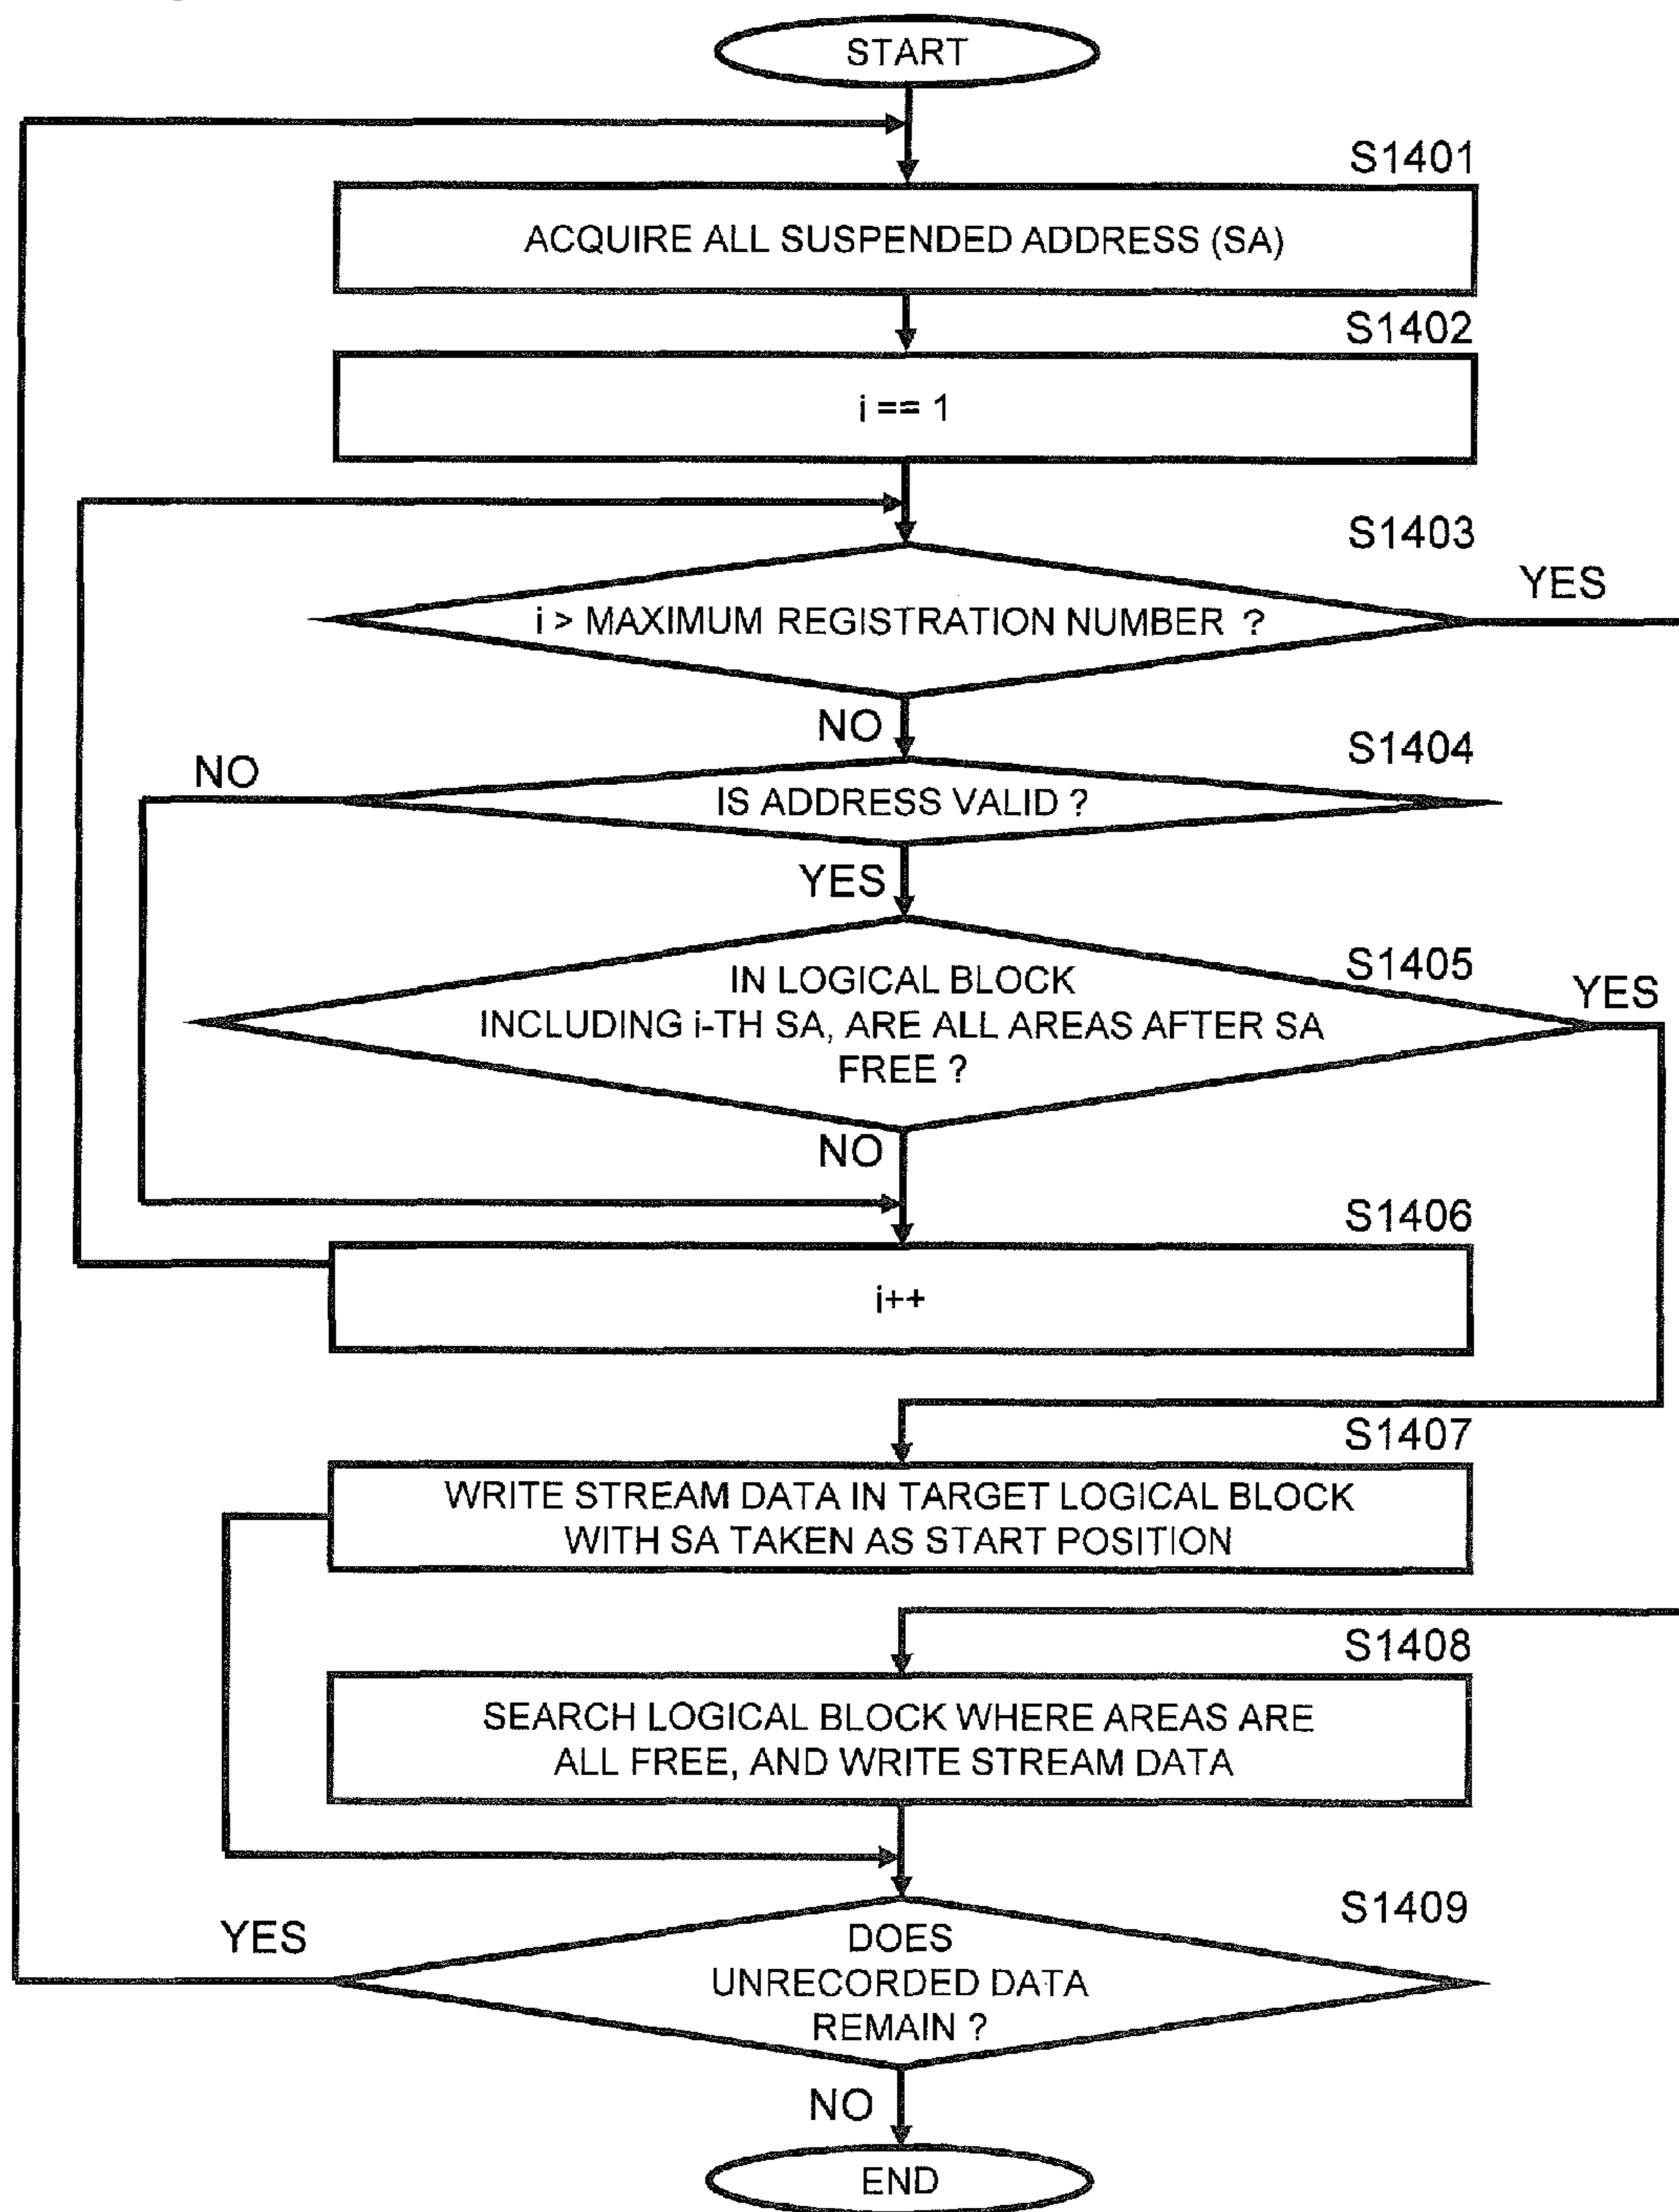 START
S1401
ACQUIRE ALL SUSPENDED ADDRESS (SA)
S1402
i == 1
S1403
YES
i > MAXIMUM REGISTRATION NUMBER ?
NO
S1404
NO
IS ADDRESS VALID ?
YES
S1405
YES
IN LOGICAL BLOCK
INCLUDING i-TH SA, ARE ALL AREAS AFTER SA
FREE ?
NO
S1406
i++
S1407
WRITE STREAM DATA IN TARGET LOGICAL BLOCK
WITH SA TAKEN AS START POSITION
S1408
SEARCH LOGICAL BLOCK WHERE AREAS ARE
ALL FREE, AND WRITE STREAM DATA
S1409
YES
DOES
UNRECORDED DATA
REMAIN ?
NO
END